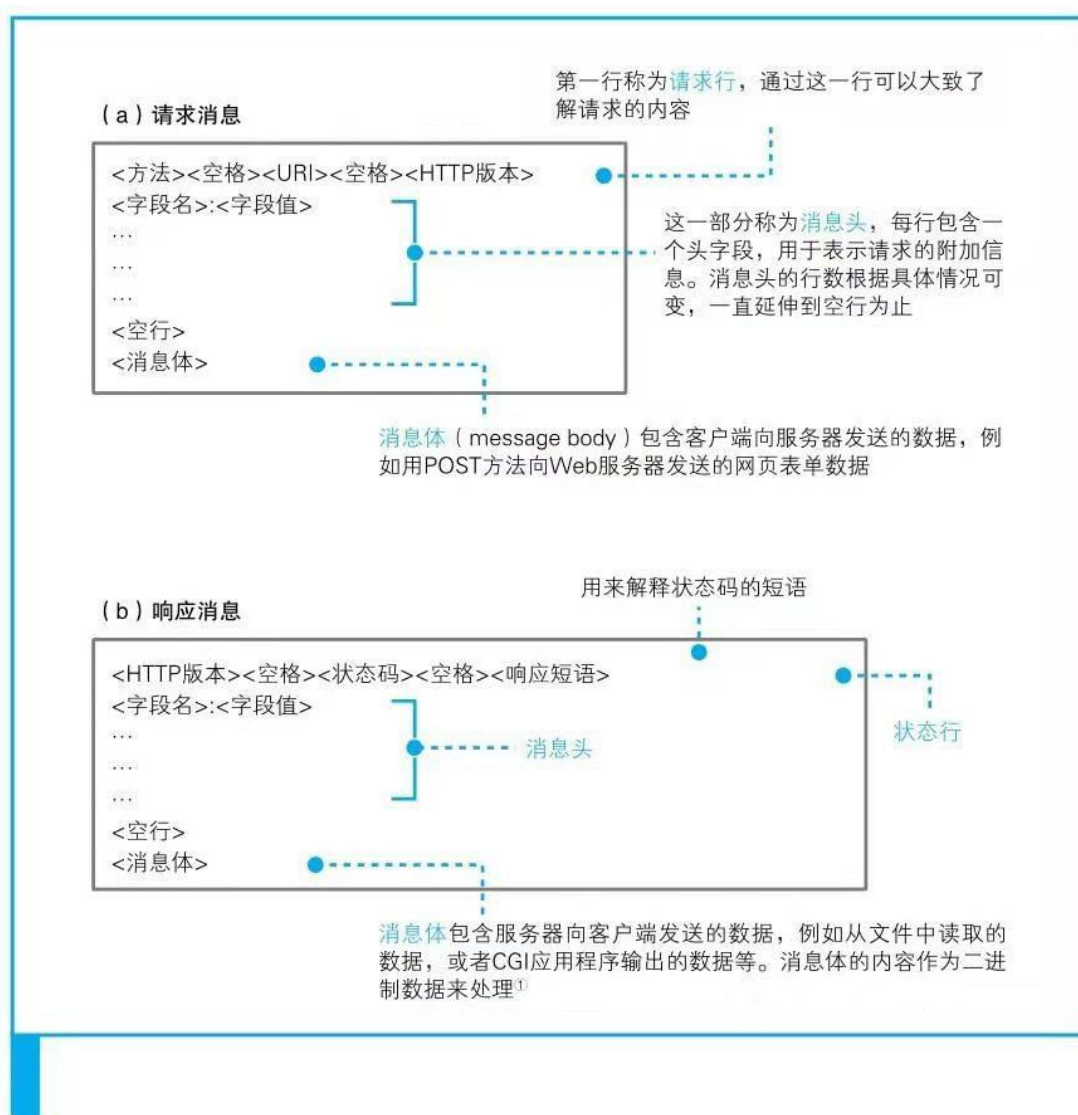 第一行称为请求行，通过这一行可以大致了
解请求的内容
（a）请求消息
<方法><空格><URI><空格><HTTP版本>
<字段名>:<字段值>
…
…
…
<空行>
<消息体>
这一部分称为消息头，每行包含一
个头字段，用于表示请求的附加信
息。消息头的行数根据具体情况可
变，一直延伸到空行为止
消息体（message body）包含客户端向服务器发送的数据，例
如用POST方法向Web服务器发送的网页表单数据
用来解释状态码的短语
（b）响应消息
<HTTP版本><空格><状态码><空格><响应短语>
<字段名>:<字段值>
…
…
…
<空行>
<消息体>
状态行
消息头
消息体包含服务器向客户端发送的数据，例如从文件中读取的
数据，或者CGI应用程序输出的数据等。消息体的内容作为二进
制数据来处理①